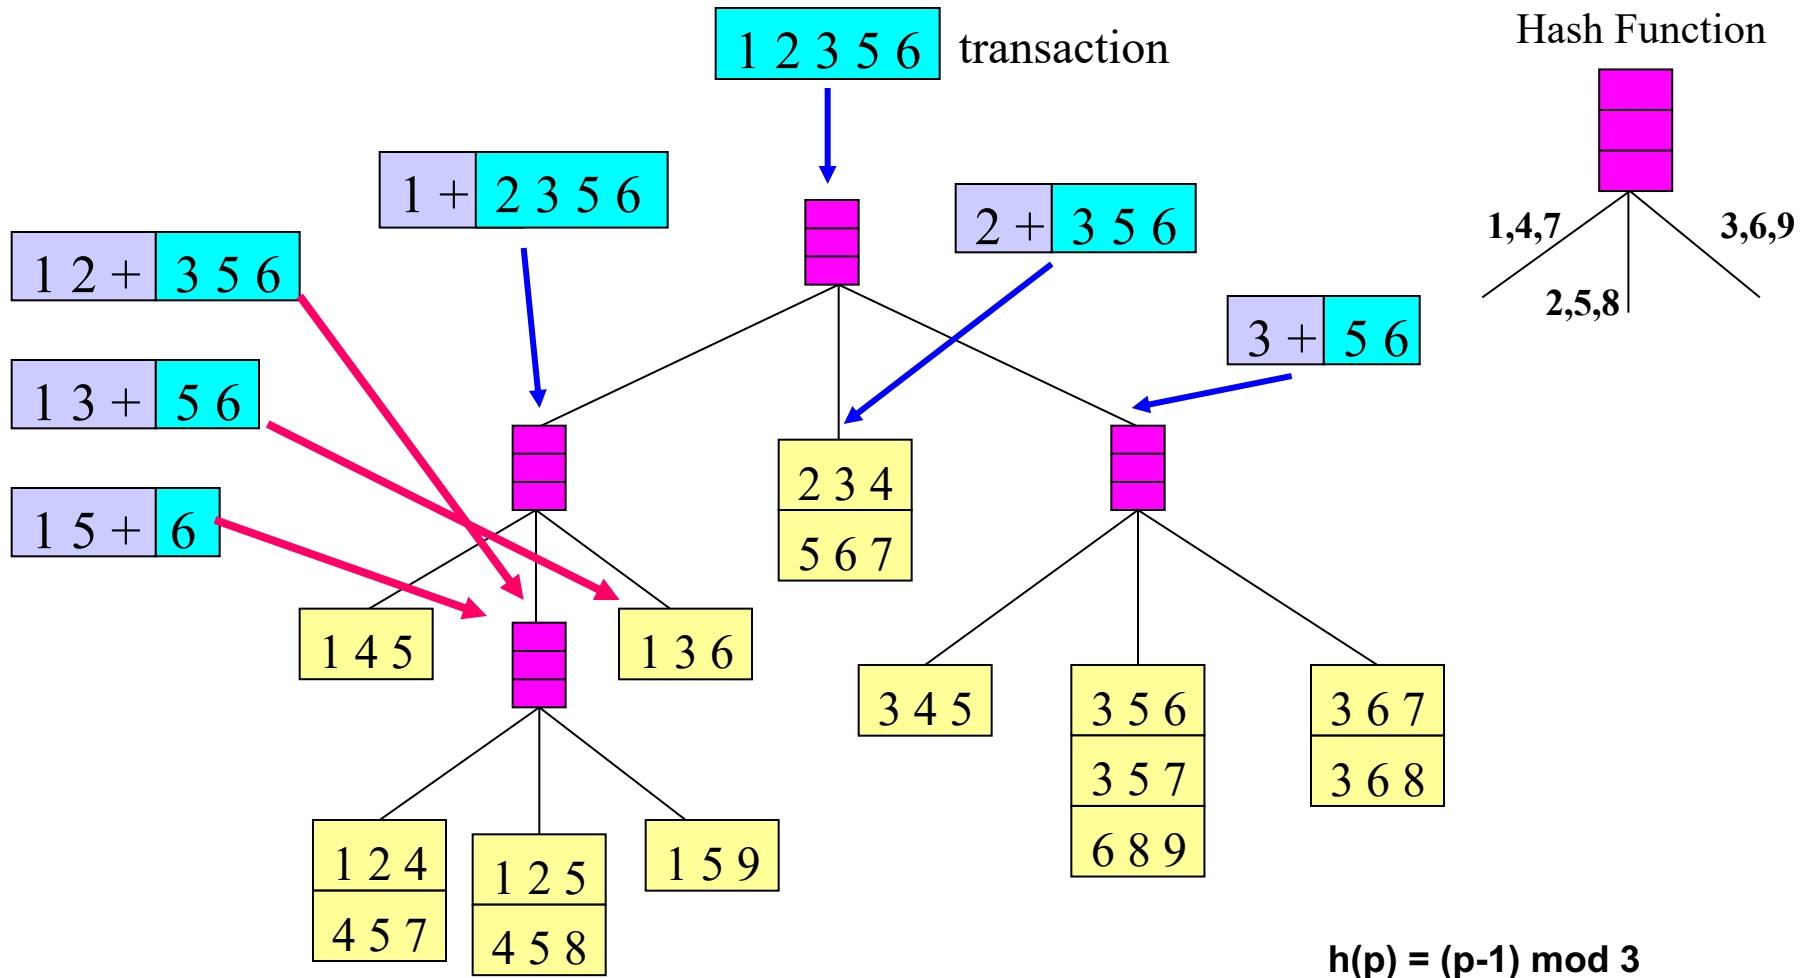 1 2 3 5 6 transaction
Hash Function
1 + 2 3 5 6
2 + 3 5 6
1,4,7
3,6,9
2,5,8
1 2 + 3 5 6
3 + 5 6
1 3 + 5 6
1 5 + 6
2 3 4
5 6 7
1 4 5
1 3 6
3 4 5
3 5 6
3 6 7
3 5 7
3 6 8
6 8 9
1 2 4
1 2 5
1 5 9
4 5 7
4 5 8
h(p) = (p-1) mod 3